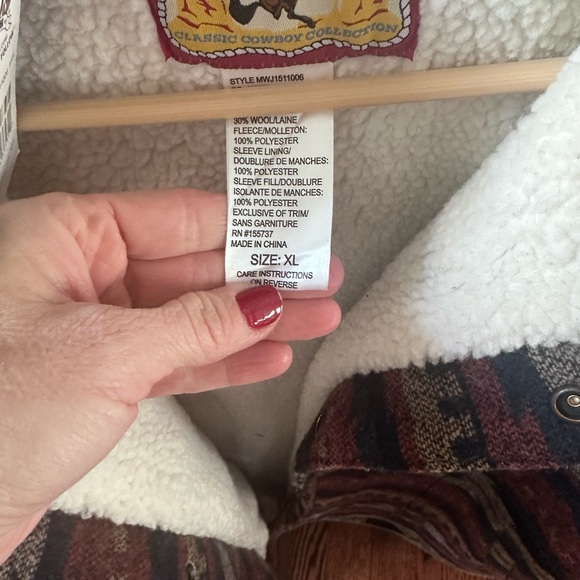 CLASSIC COWBOY COLLECTION
STYLE MWJ1511006
30% WOOL/LAINE
FLEECE/MOLLETON:
100% POLYESTER
SLEEVE LINING/
DOUBLURE DE MANCHES:
100% POLYESTER
SLEEVE FILL/DOUBLURE
ISOLANTE DE MANCHES:
100% POLYESTER
EXCLUSIVE OF TRIM/
SANS GARNITURE
RN #155737
MADE IN CHINA
SIZE: XL
CARE INSTRUCTIONS
ON REVERSE